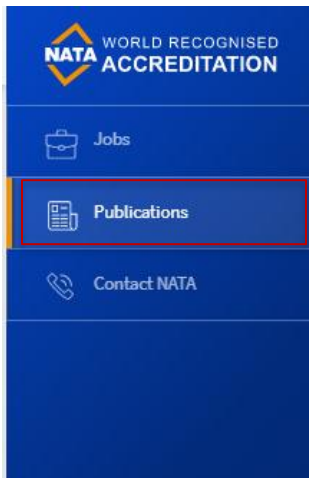 NATA
WORLD RECOGNISED
ACCREDITATION
Jobs
Publications
Contact NATA